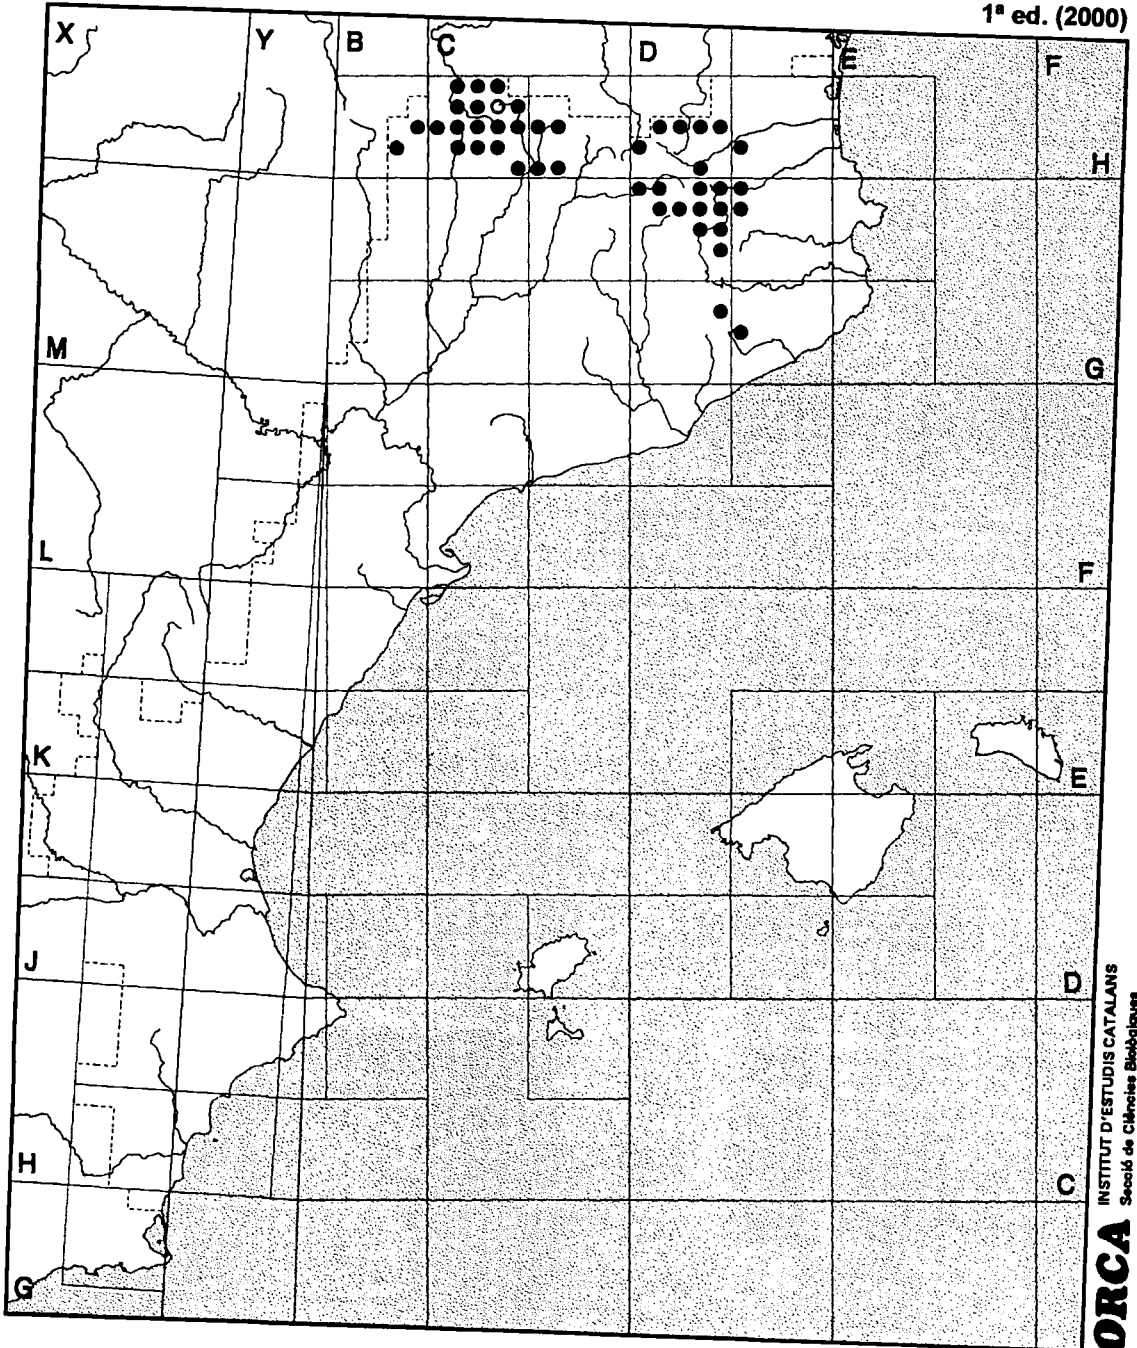 1ª ed. (2000)
X
Y
B
C
D
E
F
H
M
G
L
F
K
E
J
D
H
C
G
ORCA
INSTITUT D'ESTUDIS CATALANS
Secció de Ciències Biològiques